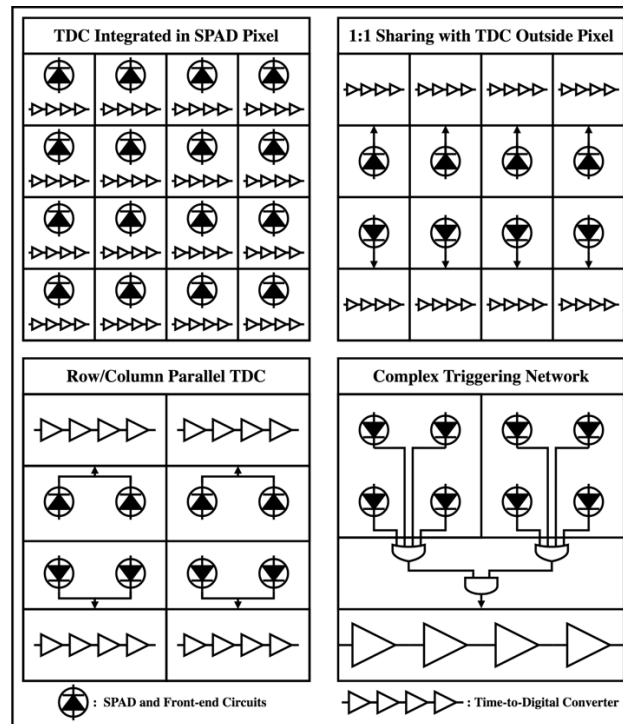 TDC Integrated in SPAD Pixel
1:1 Sharing with TDC Outside Pixel
Row/Column Parallel TDC
Complex Triggering Network
: SPAD and Front-end Circuits
: Time-to-Digital Converter